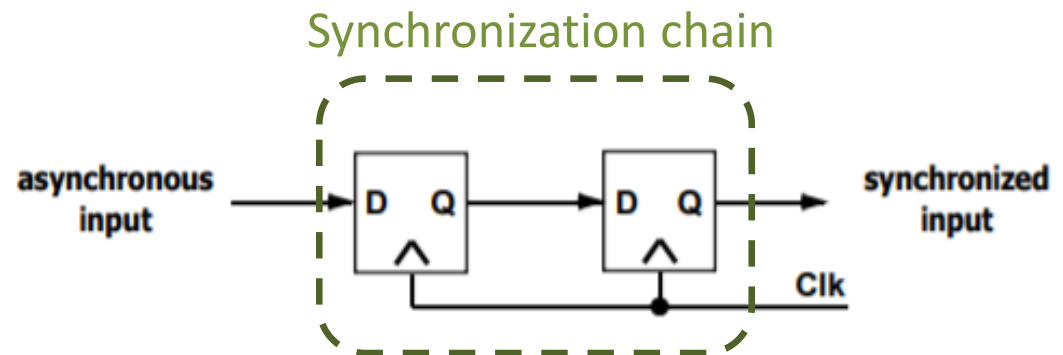 Synchronization chain
asynchronous
input
D Q
D Q
synchronized
input
Clk